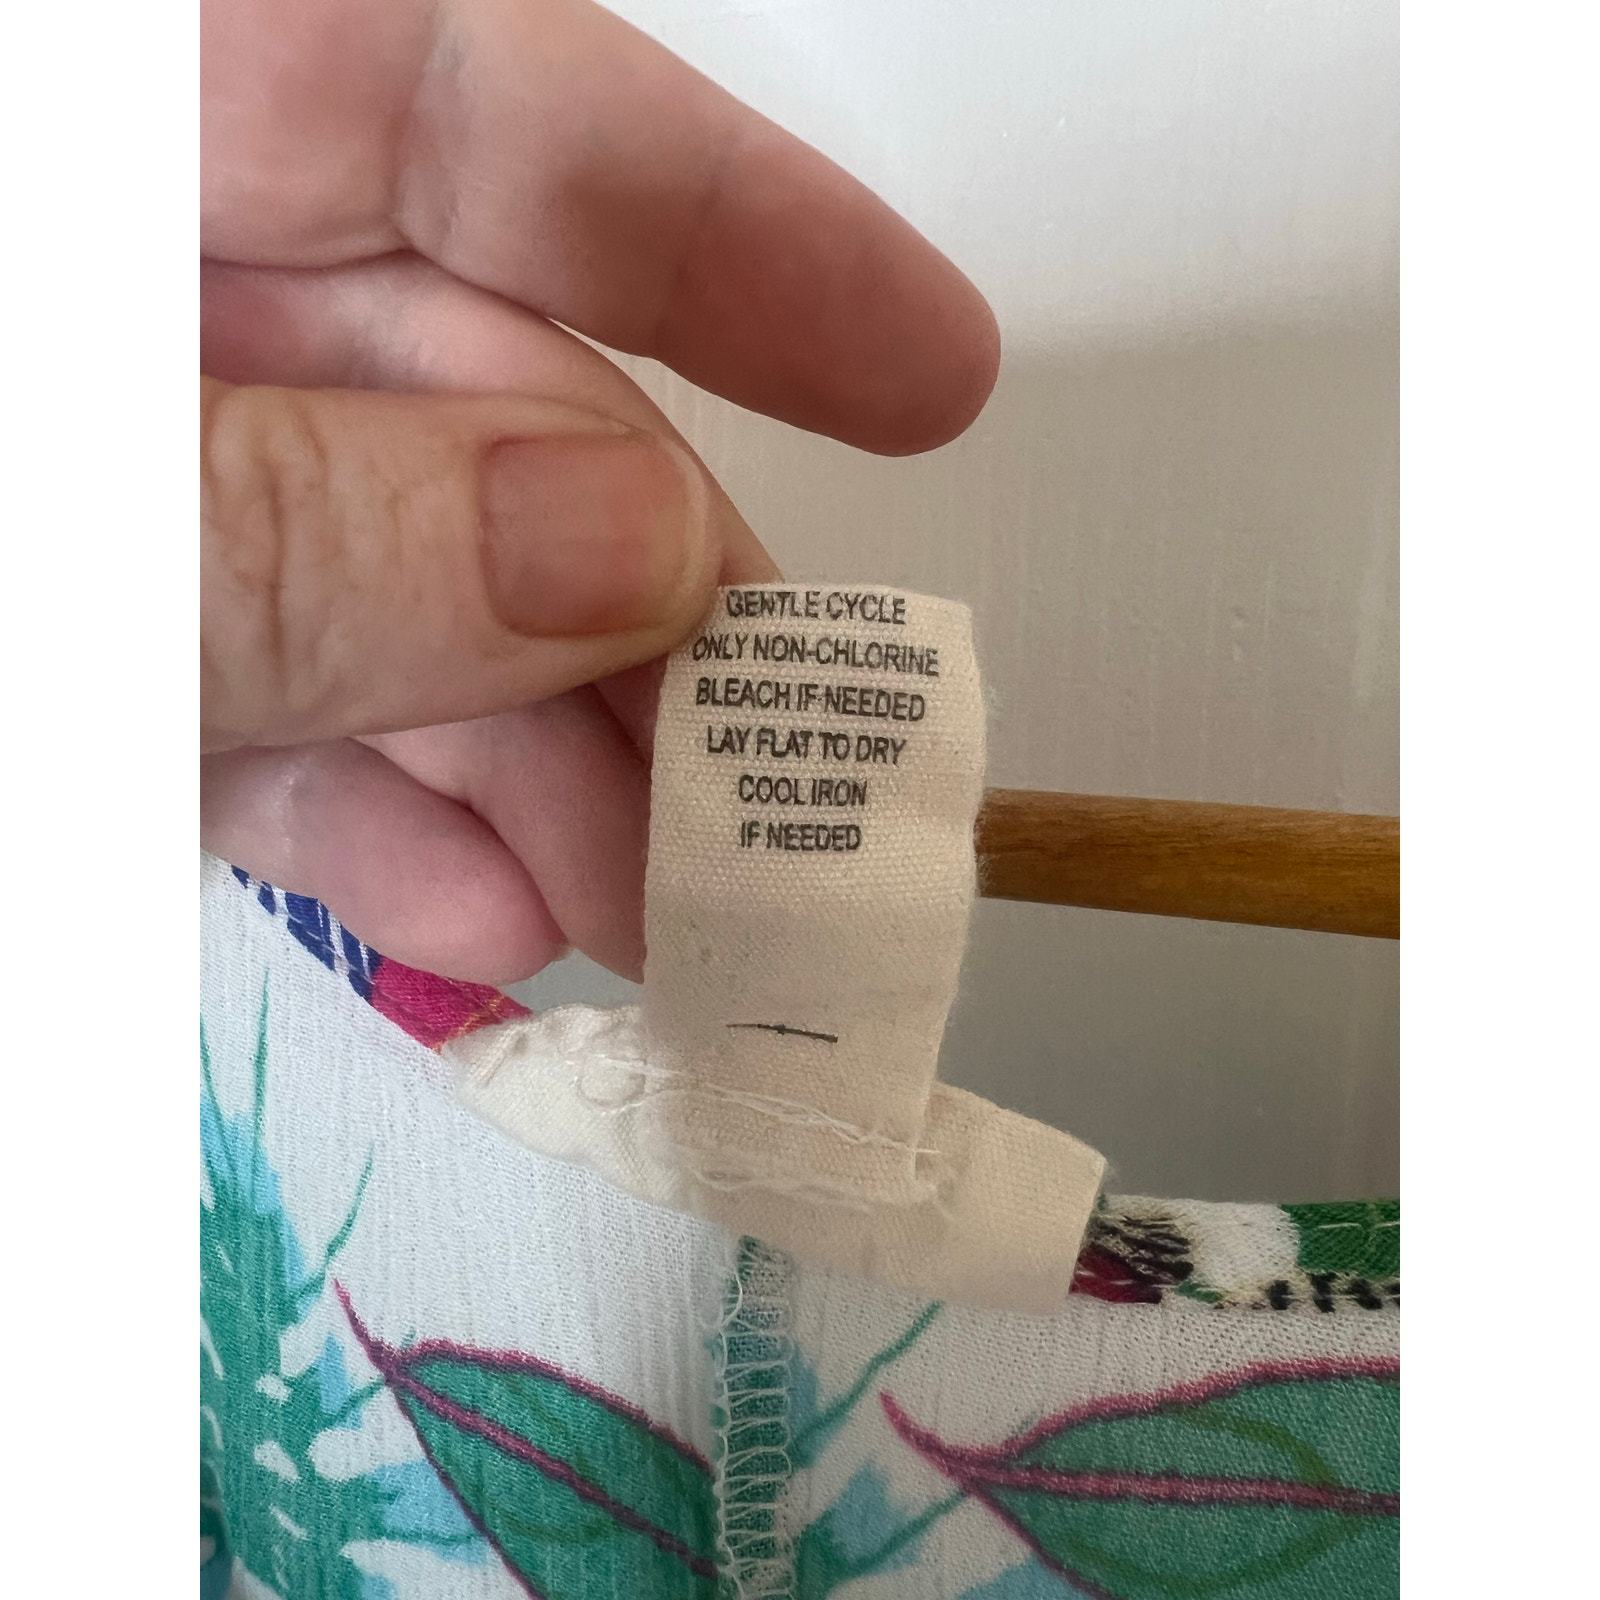 GENTLE CYCLE
ONLY NON-CHLORINE
BLEACH IF NEEDED
LAY FLAT TO DRY
COOL IRON
IF NEEDED